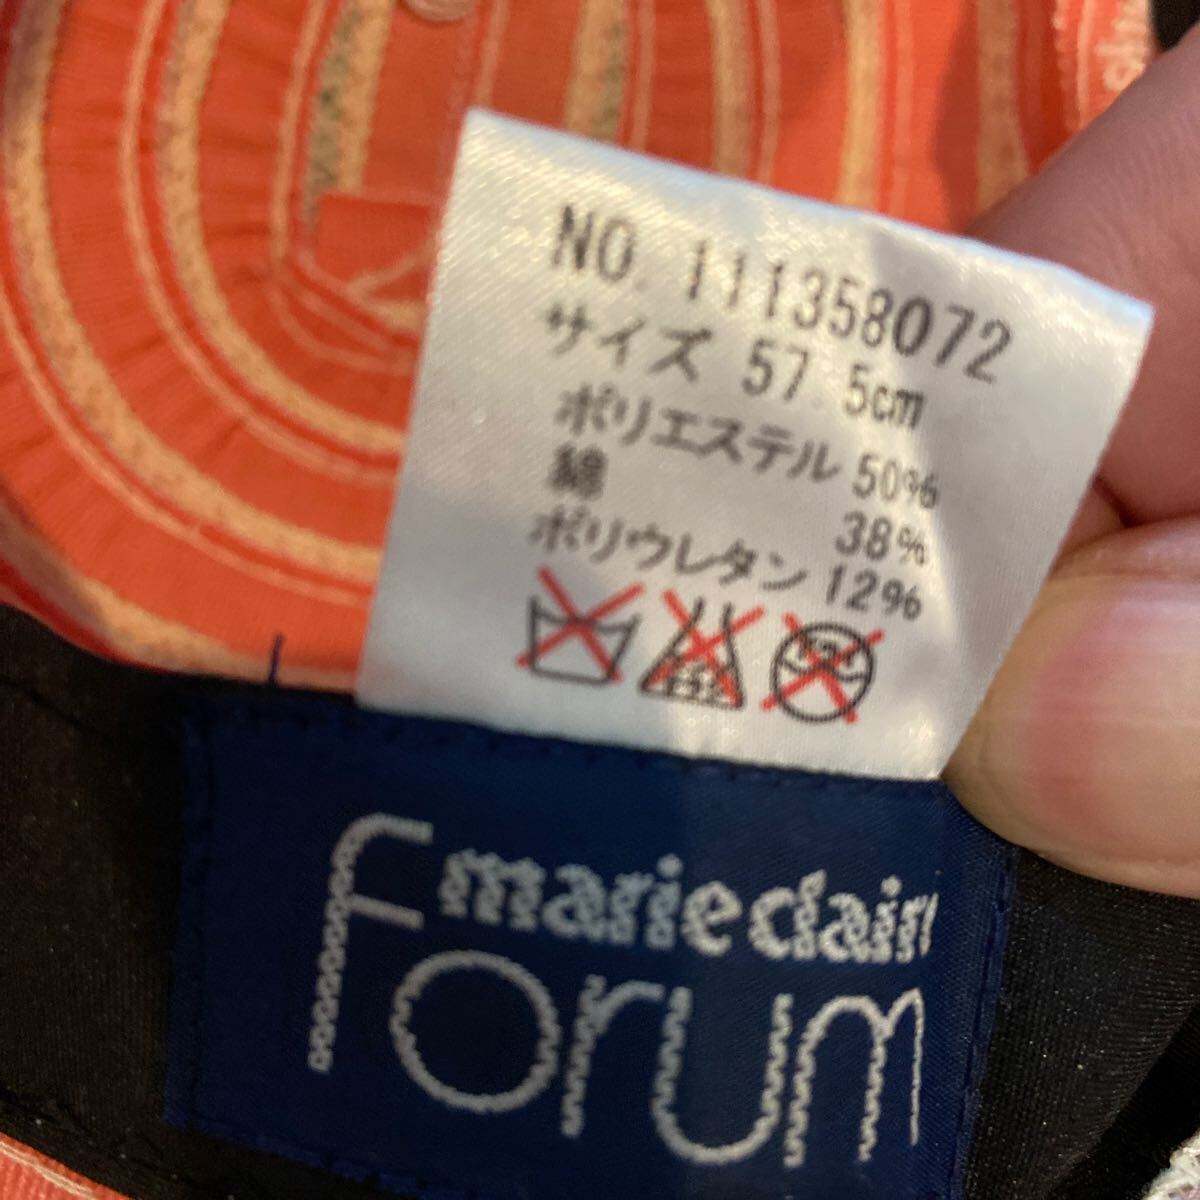 NO. 111358072
サイズ 57.5cm
ポリエステル 50%
綿 38%
ポリウレタン 12%
marie clair
Forum